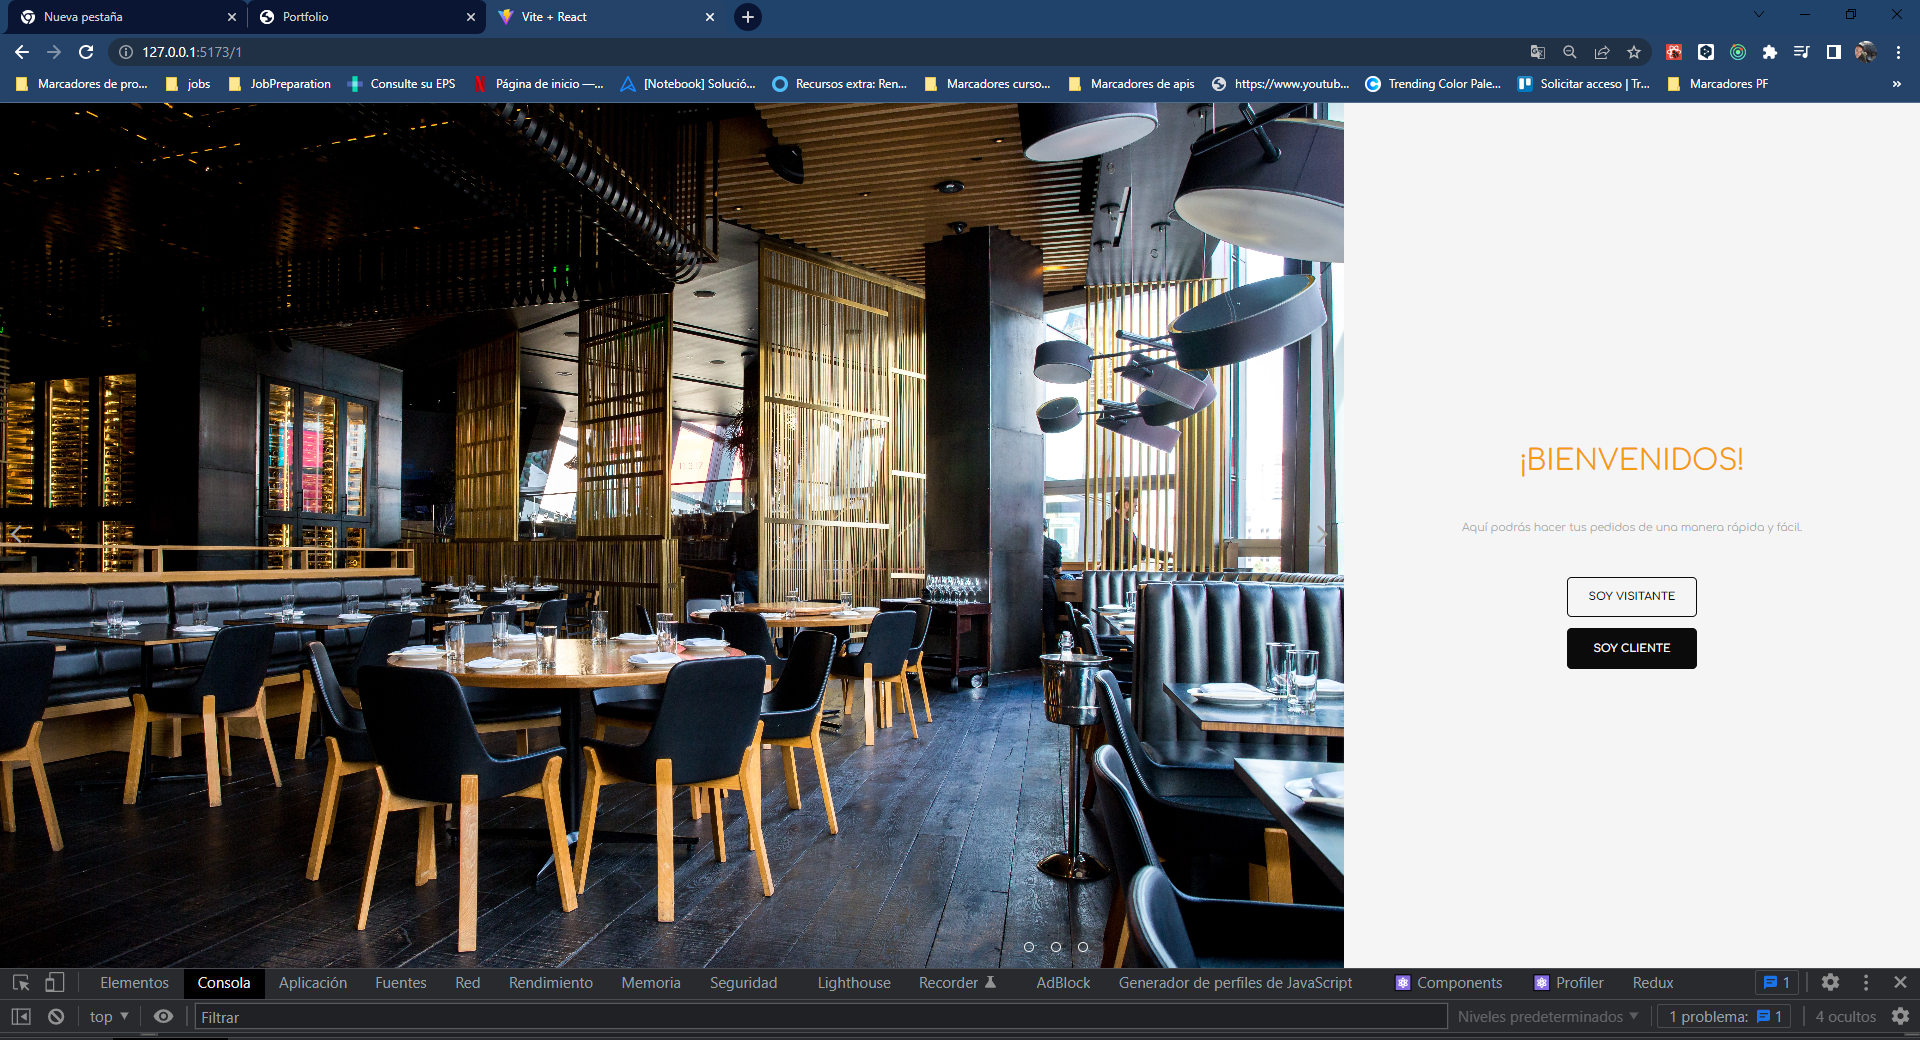 Nueva pestaña
Portfolio
Vite + React
127.0.0.1:5173/1
Marcadores de pro...
jobs
JobPreparation
Consulte su EPS
Página de inicio —...
[Notebook] Solució...
Recursos extra: Ren...
Marcadores curso...
Marcadores de apis
https://www.youtub...
Trending Color Pale...
Solicitar acceso | Tr...
Marcadores PF
»
¡BIENVENIDOS!
Aquí podrás hacer tus pedidos de una manera rápida y fácil.
SOY VISITANTE
SOY CLIENTE
Elementos
Consola
Aplicación
Fuentes
Red
Rendimiento
Memoria
Seguridad
Lighthouse
Recorder
AdBlock
Generador de perfiles de JavaScript
Components
Profiler
Redux
1
top
Filtrar
Niveles predeterminados
1 problema: 1
4 ocultos